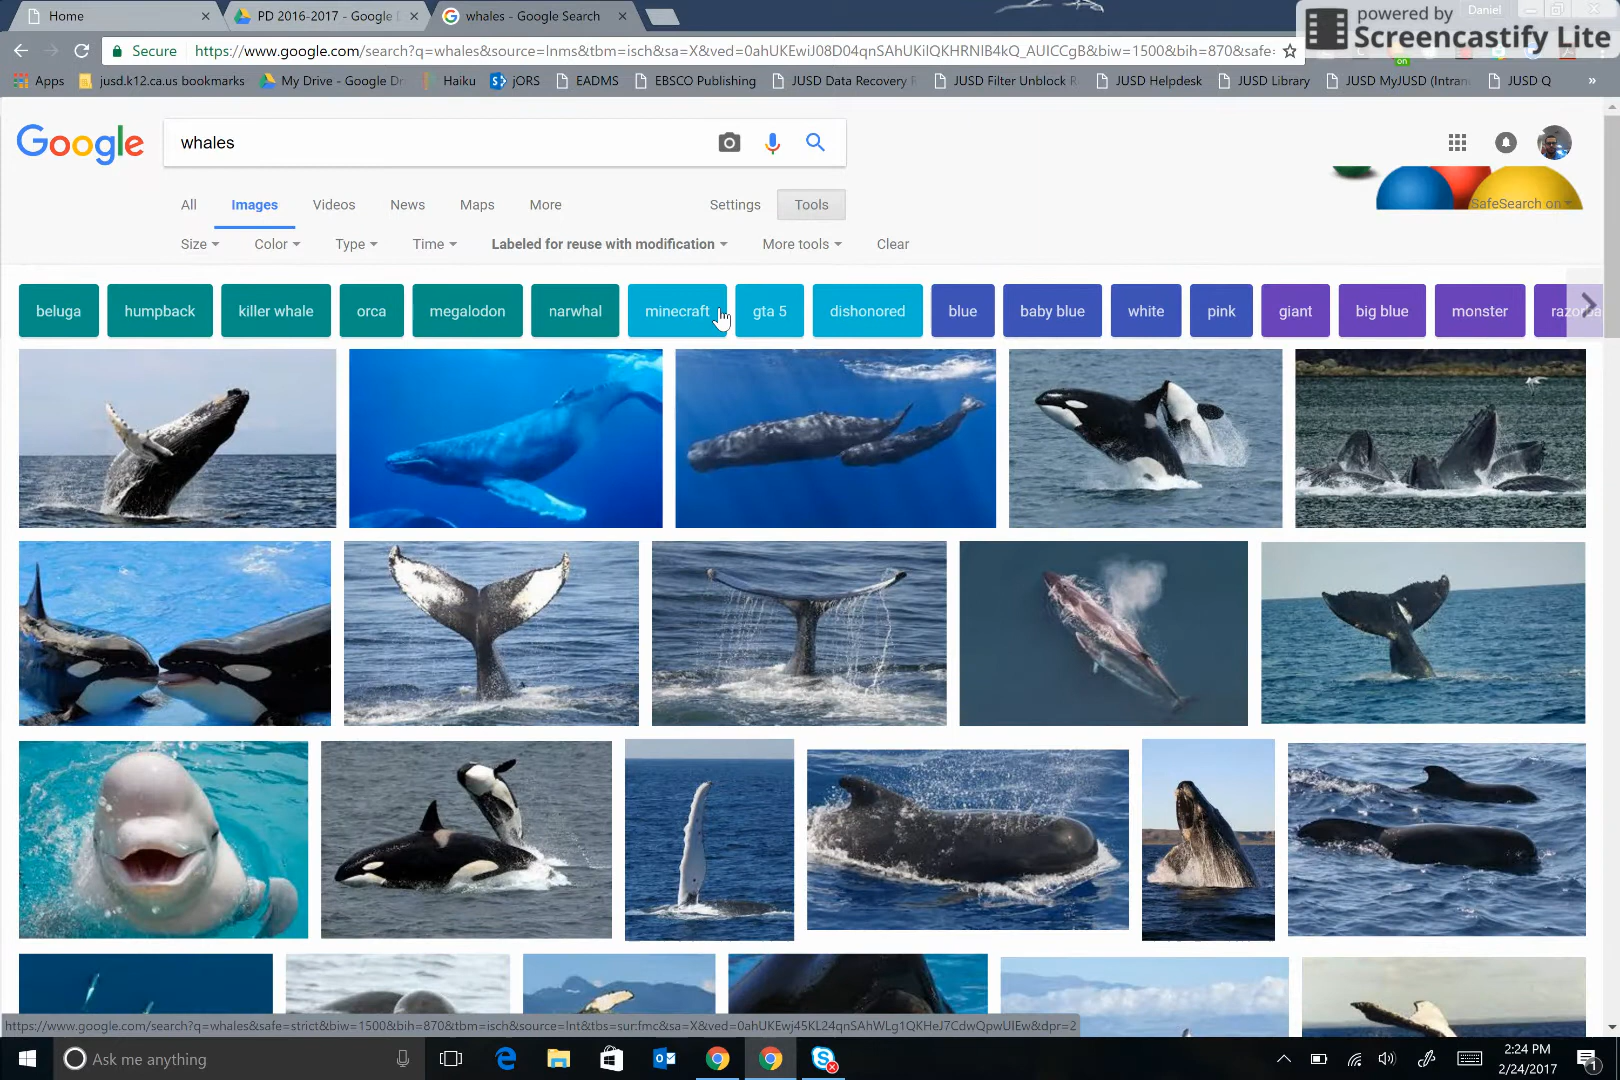 Home
PD 2016-2017 - Google D
whales - Google Search
Daniel
powered by
Screencastify Lite
Secure
https://www.google.com/search?q=whales&source=lnms&tbm=isch&sa=X&ved=0ahUKEwiJ08D04qnSAhUKilQKHRNIB4kQ_AUICCgB&biw=1500&bih=870&safe=
on
Apps
jusd.k12.ca.us bookmarks
My Drive - Google Dr
Haiku
jORS
EADMS
EBSCO Publishing
JUSD Data Recovery
JUSD Filter Unblock R
JUSD Helpdesk
JUSD Library
JUSD MyJUSD (Intran
JUSD Q
»
Google
whales
All
Images
Videos
News
Maps
More
Settings
Tools
SafeSearch on
Size
Color
Type
Time
Labeled for reuse with modification
More tools
Clear
beluga
humpback
killer whale
orca
megalodon
narwhal
minecraft
gta 5
dishonored
blue
baby blue
white
pink
giant
big blue
monster
razorba
https://www.google.com/search?q=whales&safe=strict&biw=1500&bih=870&tbm=isch&source=lnt&tbs=sur:fmc&sa=X&ved=0ahUKEwj45KL24qnSAhWLg1QKHeJ7CdwQpwUIEw&dpr=2
Ask me anything
2:24 PM
2/24/2017
1